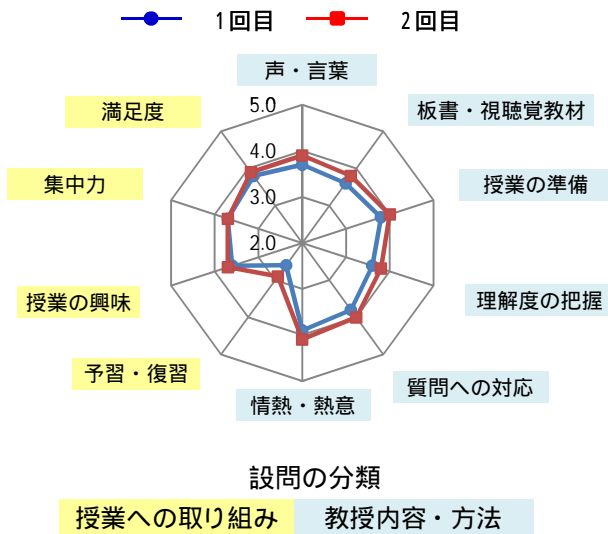 1回目 2回目
声・言葉
満足度
5.0
板書・視聴覚教材
4.0
集中力
授業の準備
3.0
2.0
授業の興味
理解度の把握
予習・復習
質問への対応
情熱・熱意
設問の分類
授業への取り組み 教授内容・方法